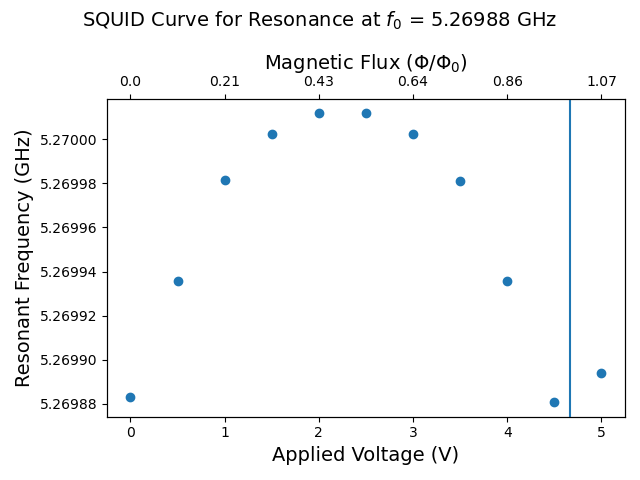 SQUID Curve for Resonance at f₀ = 5.26988 GHz
Magnetic Flux (Φ/Φ₀)
0.0 0.21 0.43 0.64 0.86 1.07
Resonant Frequency (GHz)
5.27000
5.26998
5.26996
5.26994
5.26992
5.26990
5.26988
0 1 2 3 4 5
Applied Voltage (V)